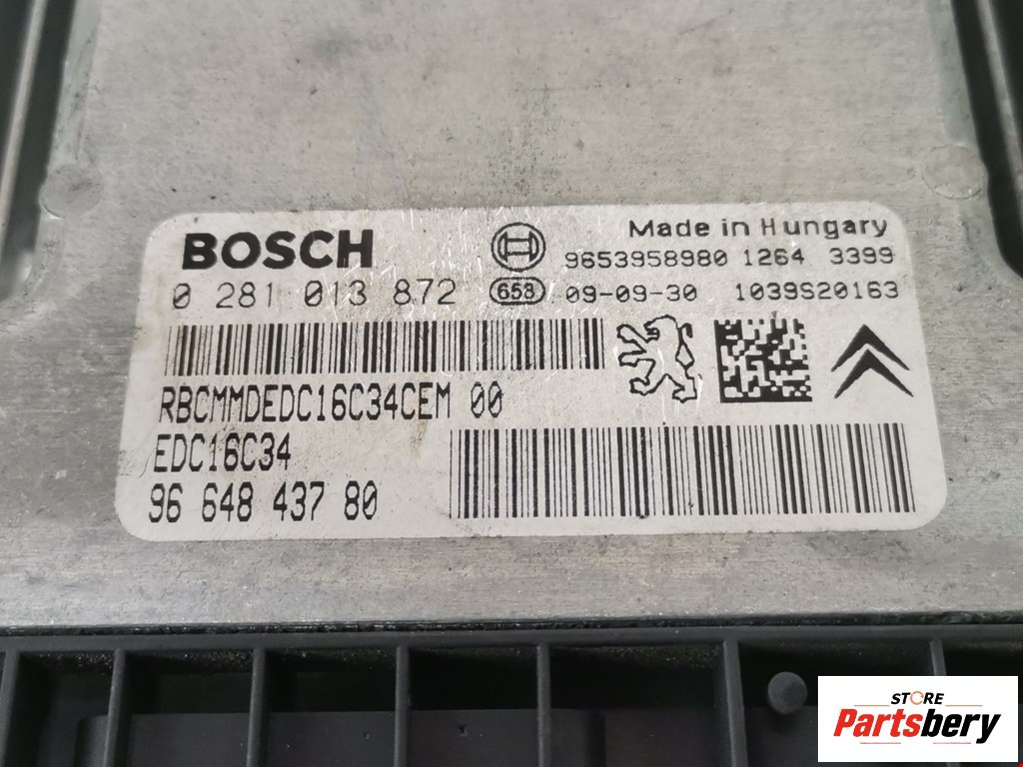 BOSCH
Made in Hungary
9653958980 1264 3399
0 281 013 872 658 09-09-30 1039S20163
RBCMMDEDC16C34CEM 00
EDC16C34
96 648 437 80
STORE
Partsbery